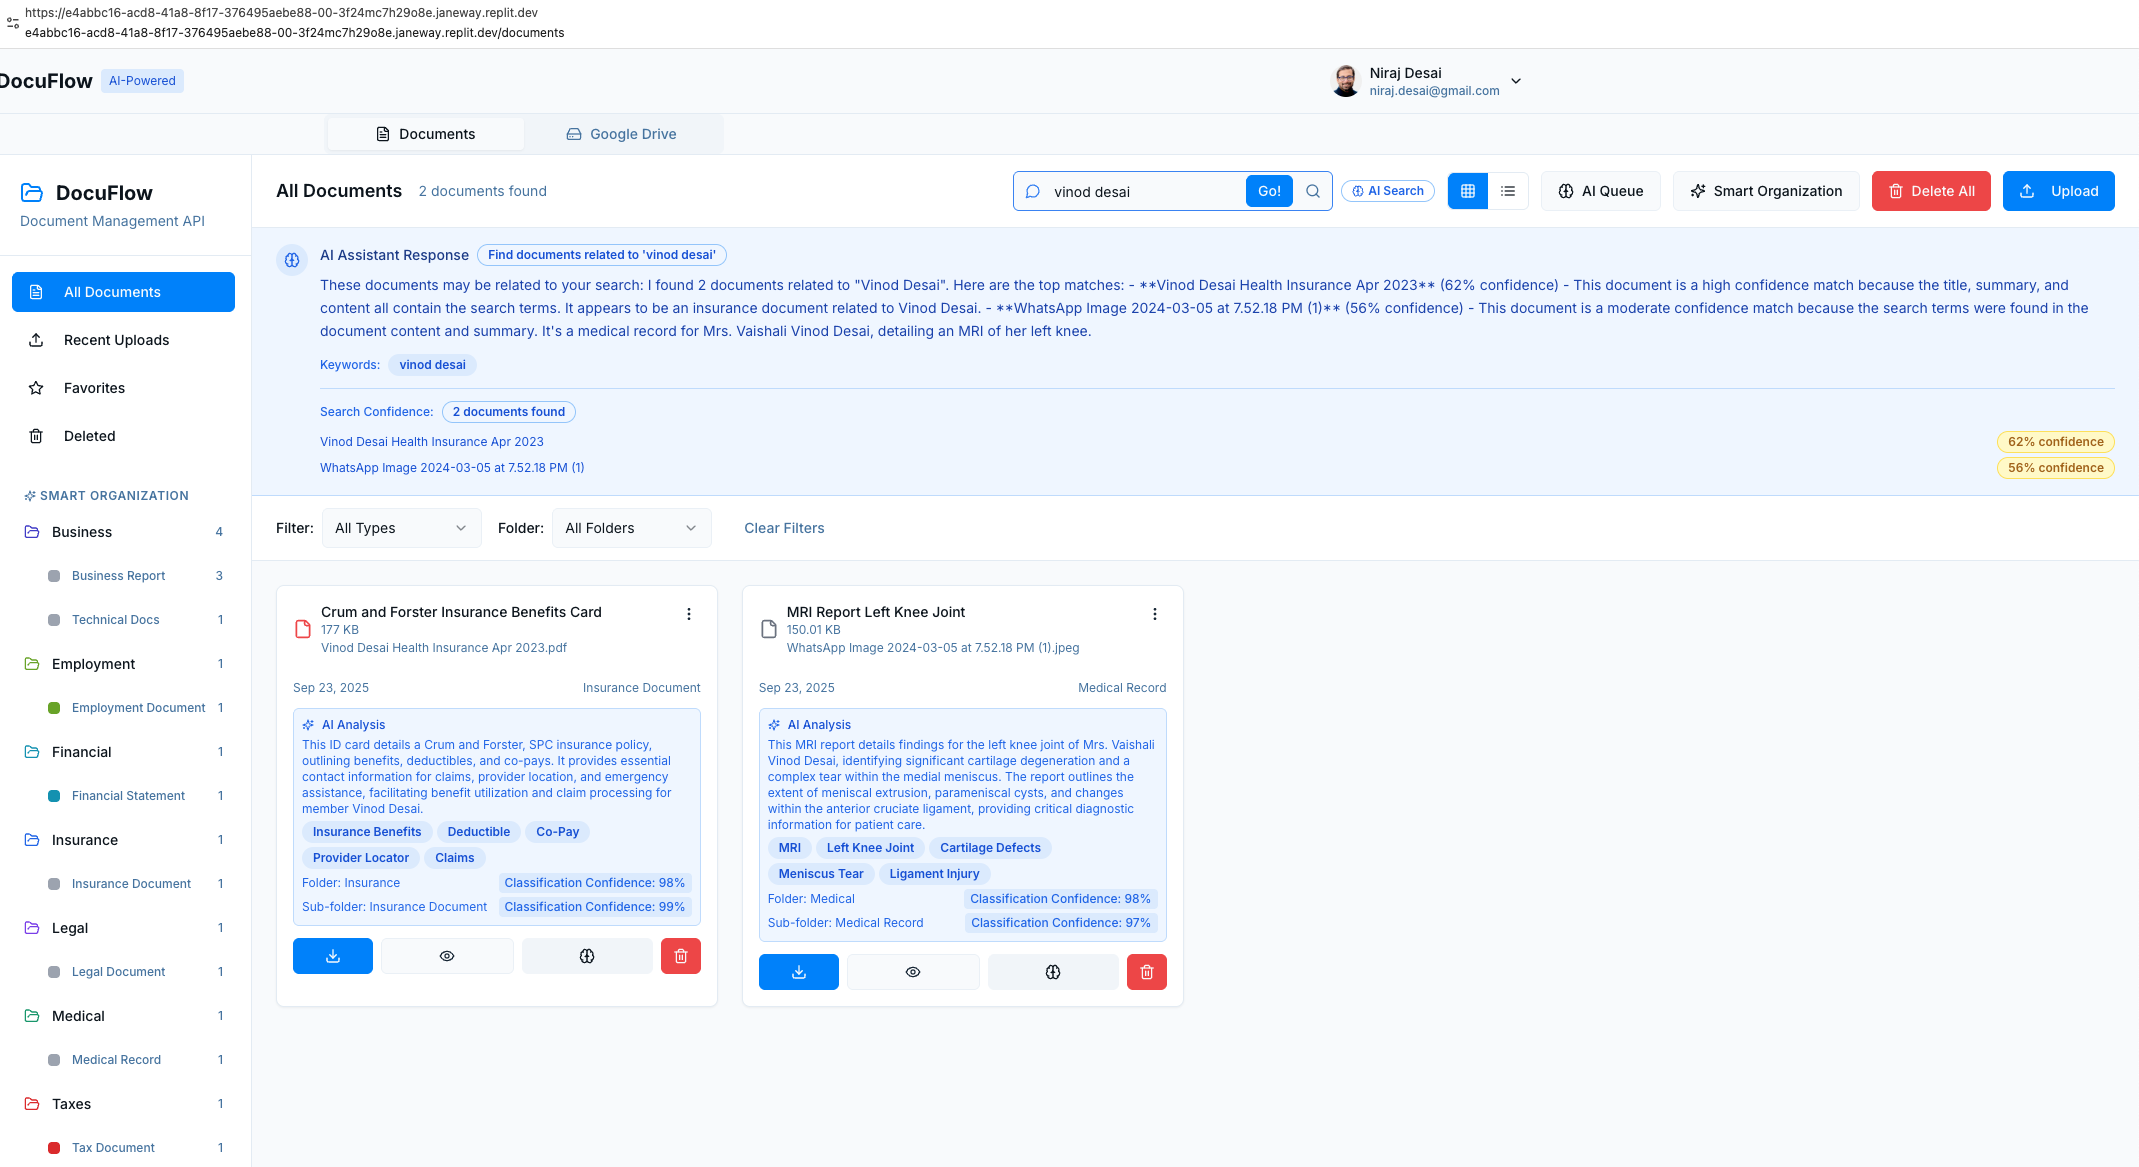 https://e4abbc16-acd8-41a8-8f17-376495aebe88-00-3f24mc7h29o8e.janeway.replit.dev
e4abbc16-acd8-41a8-8f17-376495aebe88-00-3f24mc7h29o8e.janeway.replit.dev/documents
DocuFlow AI-Powered
Niraj Desai
niraj.desai@gmail.com
Documents Google Drive
DocuFlow
Document Management API
All Documents
Recent Uploads
Favorites
Deleted
SMART ORGANIZATION
Business 4
Business Report 3
Technical Docs 1
Employment 1
Employment Document 1
Financial 1
Financial Statement 1
Insurance 1
Insurance Document 1
Legal 1
Legal Document 1
Medical 1
Medical Record 1
Taxes 1
Tax Document 1
All Documents 2 documents found
vinod desai Go! AI Search AI Queue Smart Organization Delete All Upload
AI Assistant Response Find documents related to 'vinod desai'
These documents may be related to your search: I found 2 documents related to "Vinod Desai". Here are the top matches: - **Vinod Desai Health Insurance Apr 2023** (62% confidence) - This document is a high confidence match because the title, summary, and
content all contain the search terms. It appears to be an insurance document related to Vinod Desai. - **WhatsApp Image 2024-03-05 at 7.52.18 PM (1)** (56% confidence) - This document is a moderate confidence match because the search terms were found in the
document content and summary. It's a medical record for Mrs. Vaishali Vinod Desai, detailing an MRI of her left knee.
Keywords: vinod desai
Search Confidence: 2 documents found
Vinod Desai Health Insurance Apr 2023 62% confidence
WhatsApp Image 2024-03-05 at 7.52.18 PM (1) 56% confidence
Filter: All Types Folder: All Folders Clear Filters
Crum and Forster Insurance Benefits Card
177 KB
Vinod Desai Health Insurance Apr 2023.pdf
Sep 23, 2025 Insurance Document
AI Analysis
This ID card details a Crum and Forster, SPC insurance policy,
outlining benefits, deductibles, and co-pays. It provides essential
contact information for claims, provider location, and emergency
assistance, facilitating benefit utilization and claim processing for
member Vinod Desai.
Insurance Benefits Deductible Co-Pay
Provider Locator Claims
Folder: Insurance Classification Confidence: 98%
Sub-folder: Insurance Document Classification Confidence: 99%
MRI Report Left Knee Joint
150.01 KB
WhatsApp Image 2024-03-05 at 7.52.18 PM (1).jpeg
Sep 23, 2025 Medical Record
AI Analysis
This MRI report details findings for the left knee joint of Mrs. Vaishali
Vinod Desai, identifying significant cartilage degeneration and a
complex tear within the medial meniscus. The report outlines the
extent of meniscal extrusion, parameniscal cysts, and changes
within the anterior cruciate ligament, providing critical diagnostic
information for patient care.
MRI Left Knee Joint Cartilage Defects
Meniscus Tear Ligament Injury
Folder: Medical Classification Confidence: 98%
Sub-folder: Medical Record Classification Confidence: 97%